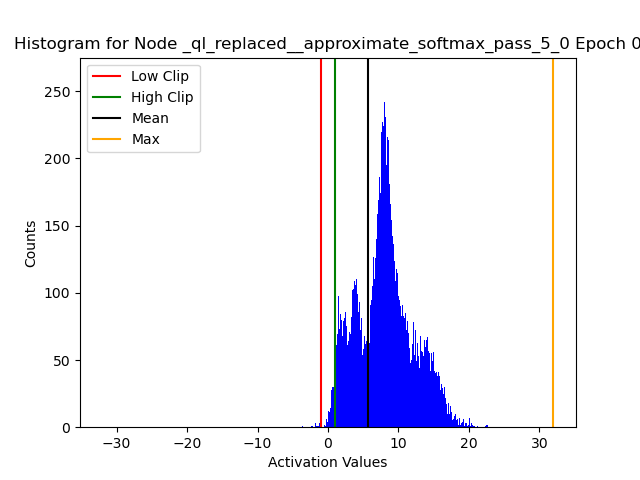 Histogram for Node _ql_replaced__approximate_softmax_pass_5_0 Epoch 0
Low Clip
High Clip
Mean
Max
Counts
250
200
150
100
50
0
−30
−20
−10
0
10
20
30
Activation Values